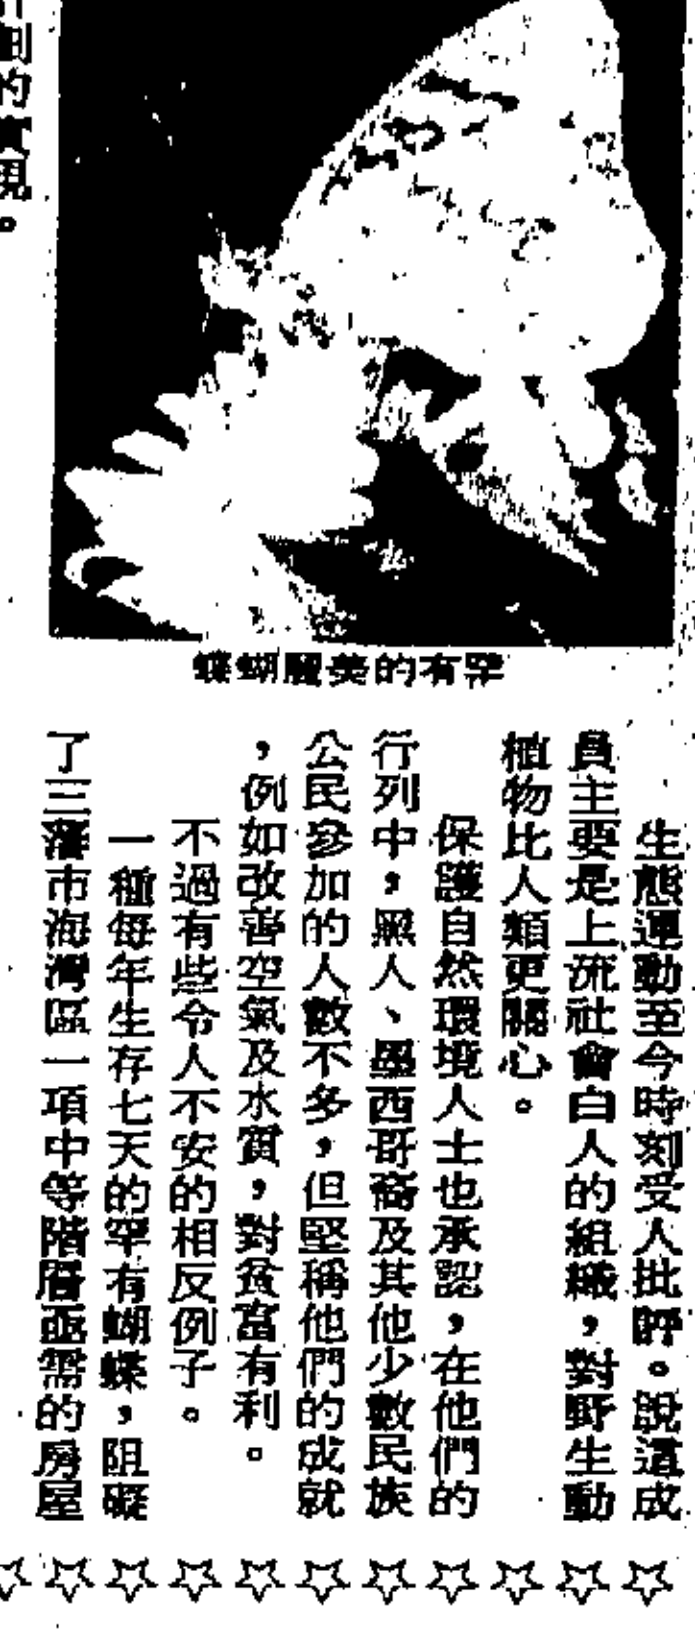 罕有的美麗蝴蝶
生態運動至今時刻受人批評。說這成
員主要是上流社會白人的組織，對野生動
植物比人類更關心。
保護自然環境人士也承認，在他們的
行列中，黑人、墨西哥裔及其他少數民族
公民參加的人數不多，但堅稱他們的成就
，例如改善空氣及水質，對貧富有利。
不過有些令人不安的相反例子。
一種每年生存七天的罕有蝴蝶，阻礙
了三藩市海灣區一項中等階層亟需的房屋
計劃的實現。